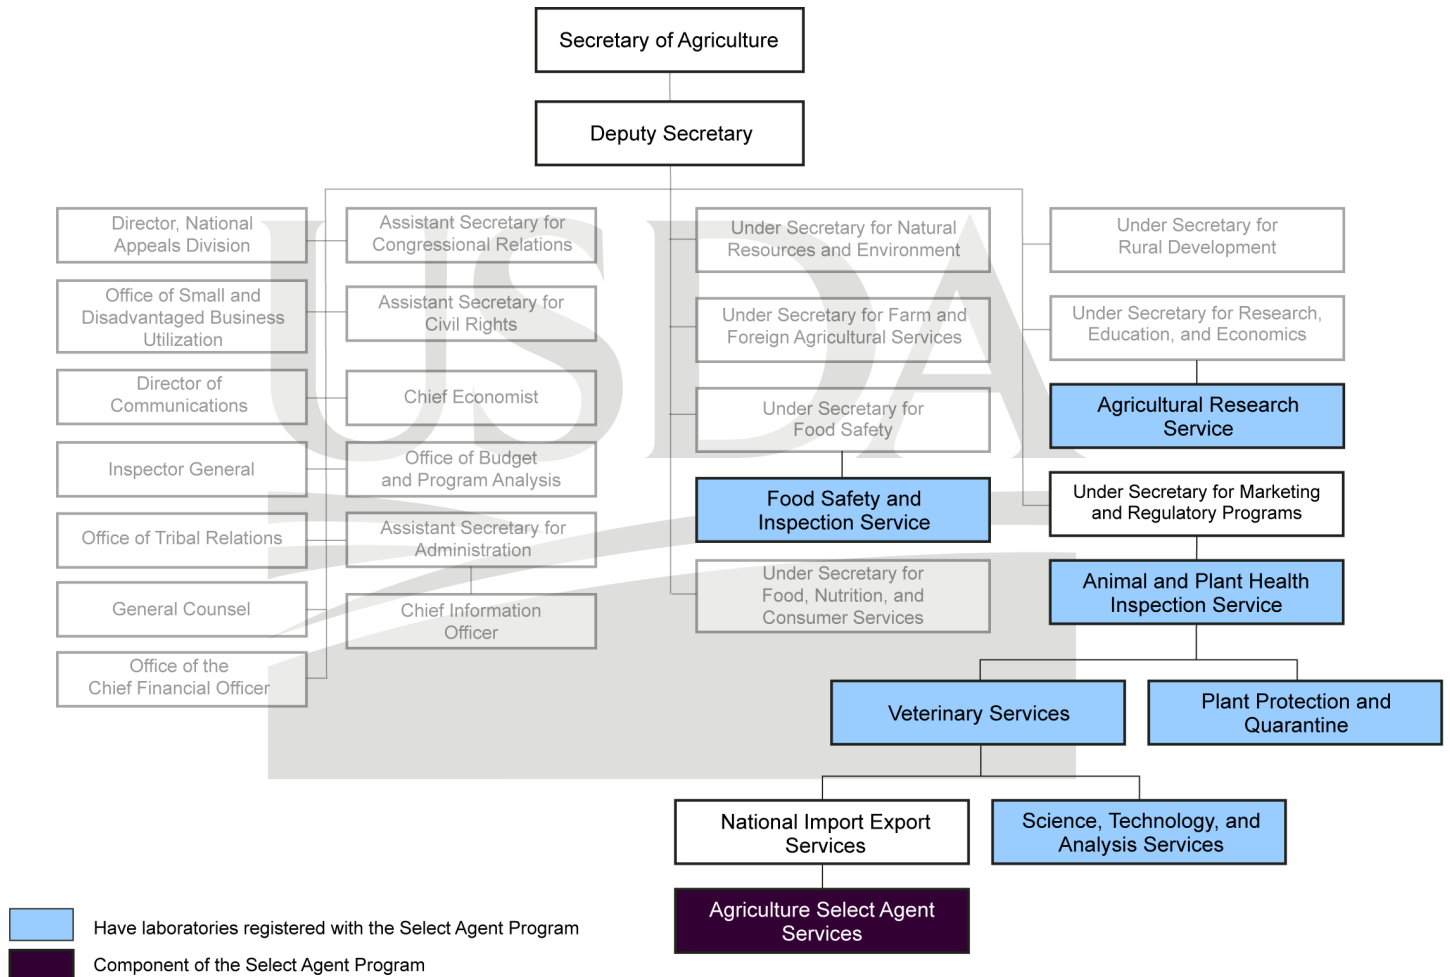 Secretary of Agriculture
Deputy Secretary
Director, National
Appeals Division
Assistant Secretary for
Congressional Relations
Under Secretary for Natural
Resources and Environment
Under Secretary for
Rural Development
Office of Small and
Disadvantaged Business
Utilization
Assistant Secretary for
Civil Rights
Under Secretary for Farm and
Foreign Agricultural Services
Under Secretary for Research,
Education, and Economics
Director of
Communications
Chief Economist
Under Secretary for
Food Safety
Agricultural Research
Service
Inspector General
Office of Budget
and Program Analysis
Food Safety and
Inspection Service
Under Secretary for Marketing
and Regulatory Programs
Office of Tribal Relations
Assistant Secretary for
Administration
Under Secretary for
Food, Nutrition, and
Consumer Services
Animal and Plant Health
Inspection Service
General Counsel
Chief Information
Officer
Office of the
Chief Financial Officer
Veterinary Services
Plant Protection and
Quarantine
National Import Export
Services
Science, Technology, and
Analysis Services
Agriculture Select Agent
Services
Have laboratories registered with the Select Agent Program
Component of the Select Agent Program
USDA